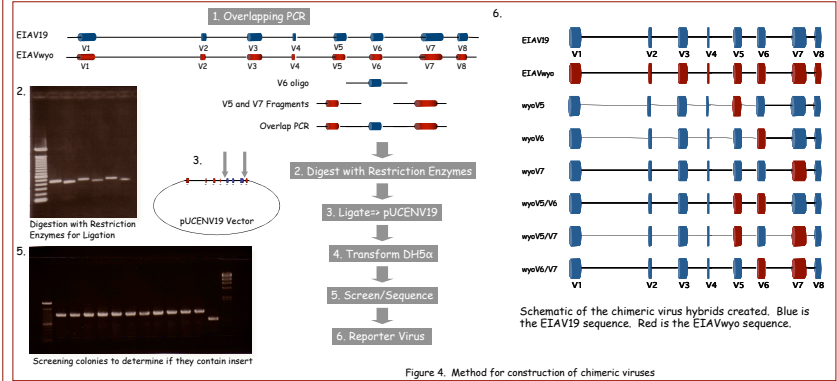 1. Overlapping PCR
EIAV19
V1 V2 V3 V4 V5 V6 V7 V8
EIAVwyo
V1 V2 V3 V4 V5 V6 V7 V8
V6 oligo
V5 and V7 Fragments
Overlap PCR
2.
Digestion with Restriction
Enzymes for Ligation
3.
pUCENV19 Vector
2. Digest with Restriction Enzymes
3. Ligate=> pUCENV19
4. Transform DH5α
5. Screen/Sequence
6. Reporter Virus
5.
Screening colonies to determine if they contain insert
6.
EIAV19
V1 V2 V3 V4 V5 V6 V7 V8
EIAVwyo
wyoV5
wyoV6
wyoV7
wyoV5/V6
wyoV5/V7
wyoV6/V7
V1 V2 V3 V4 V5 V6 V7 V8
Schematic of the chimeric virus hybrids created. Blue is
the EIAV19 sequence. Red is the EIAVwyo sequence.
Figure 4. Method for construction of chimeric viruses